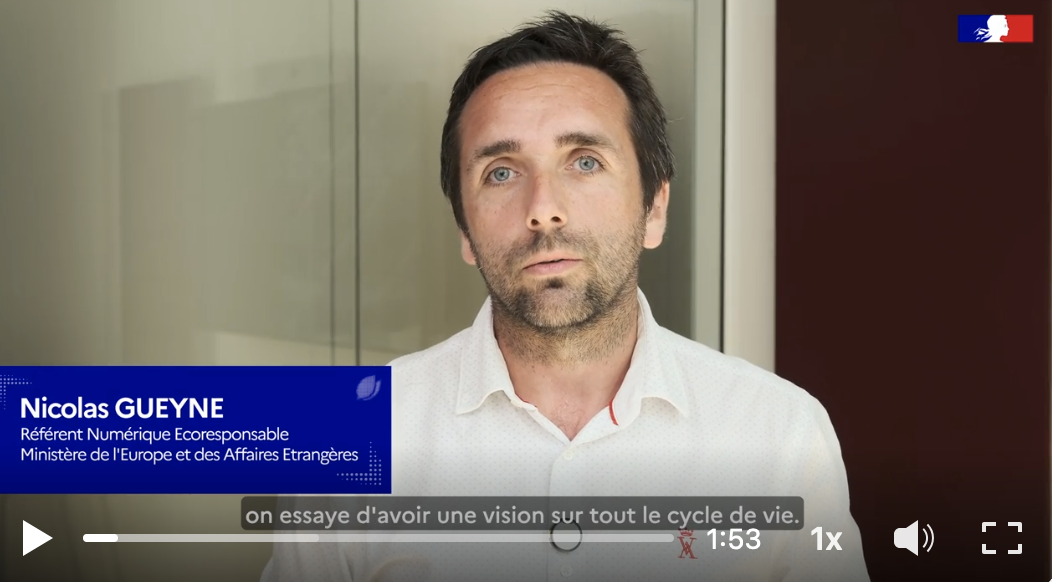 Nicolas GUEYNE
Référent Numérique Ecoresponsable
Ministère de l'Europe et des Affaires Etrangères
on essaye d'avoir une vision sur tout le cycle de vie.
1:53
1x